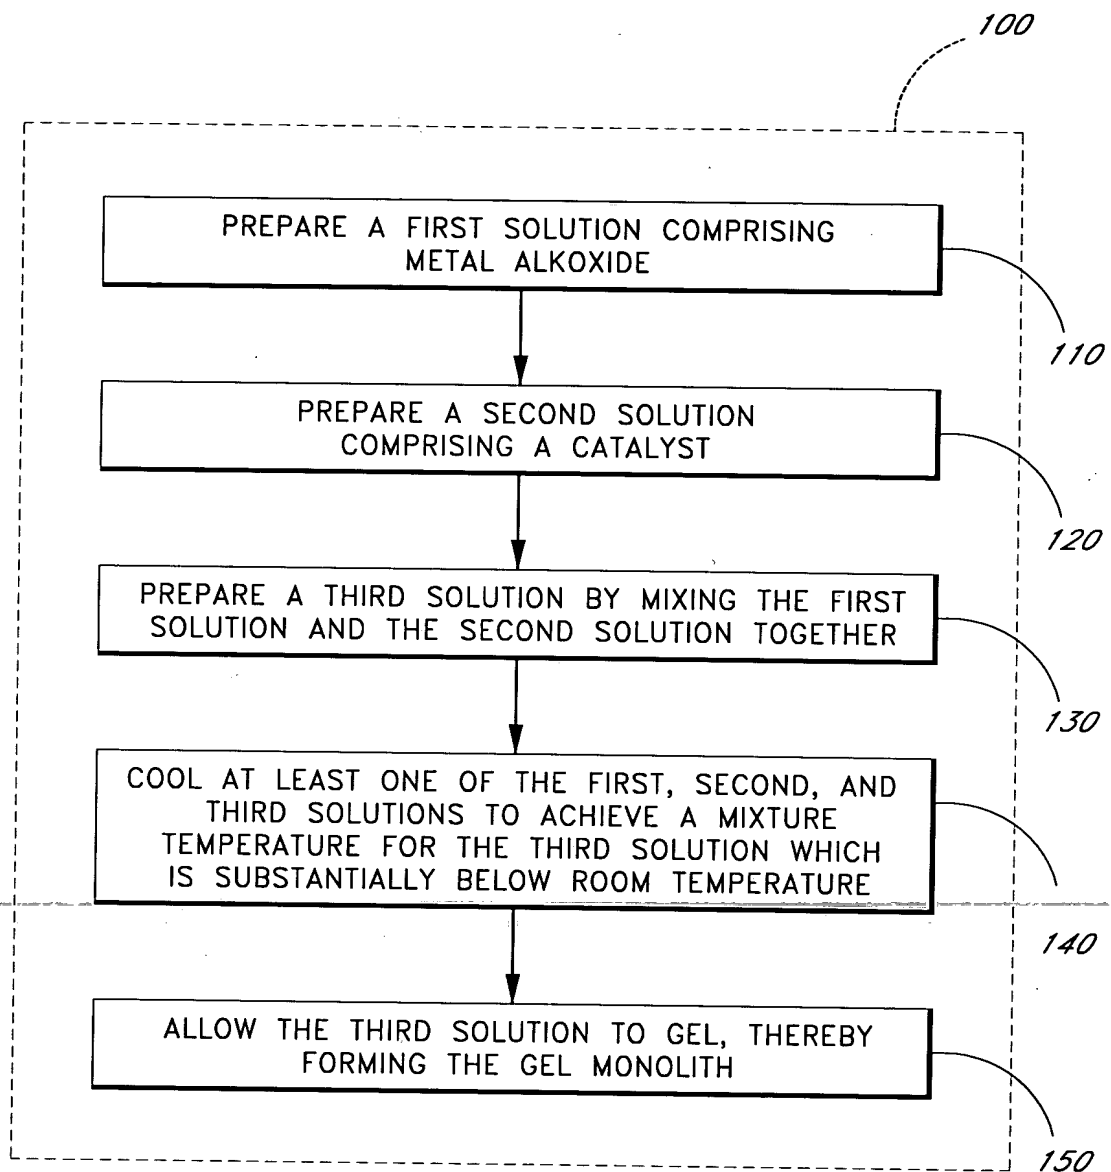 100
PREPARE A FIRST SOLUTION COMPRISING
METAL ALKOXIDE
110
PREPARE A SECOND SOLUTION
COMPRISING A CATALYST
120
PREPARE A THIRD SOLUTION BY MIXING THE FIRST
SOLUTION AND THE SECOND SOLUTION TOGETHER
130
COOL AT LEAST ONE OF THE FIRST, SECOND, AND
THIRD SOLUTIONS TO ACHIEVE A MIXTURE
TEMPERATURE FOR THE THIRD SOLUTION WHICH
IS SUBSTANTIALLY BELOW ROOM TEMPERATURE
140
ALLOW THE THIRD SOLUTION TO GEL, THEREBY
FORMING THE GEL MONOLITH
150